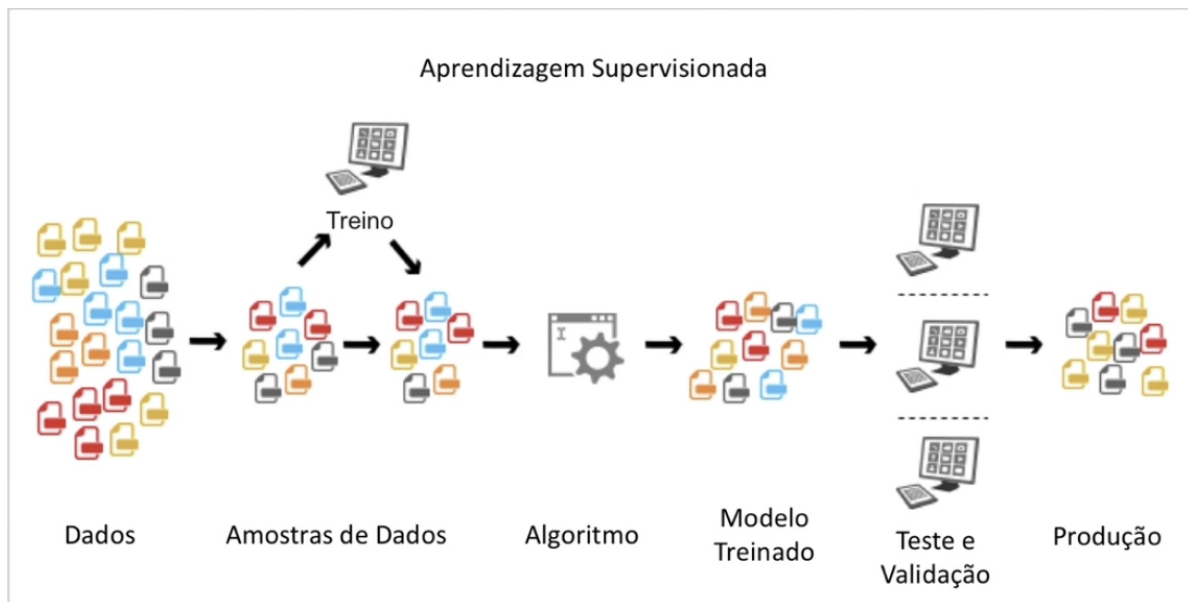 Aprendizagem Supervisionada
Treino
Dados
Amostras de Dados
Algoritmo
Modelo
Treinado
Teste e
Validação
Produção